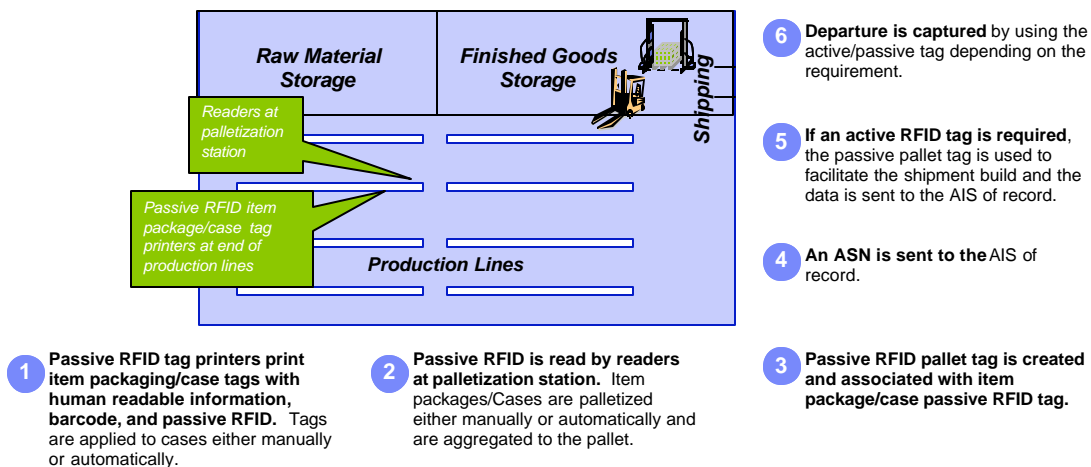 Raw Material
Storage
Finished Goods
Storage
Shipping
Readers at
palletization
station
Passive RFID item
package/case tag
printers at end of
production lines
Production Lines
1
Passive RFID tag printers print
item packaging/case tags with
human readable information,
barcode, and passive RFID. Tags
are applied to cases either manually
or automatically.
2
Passive RFID is read by readers
at palletization station. Item
packages/Cases are palletized
either manually or automatically and
are aggregated to the pallet.
3
Passive RFID pallet tag is created
and associated with item
package/case passive RFID tag.
4
An ASN is sent to the AIS of
record.
5
If an active RFID tag is required,
the passive pallet tag is used to
facilitate the shipment build and the
data is sent to the AIS of record.
6
Departure is captured by using the
active/passive tag depending on the
requirement.